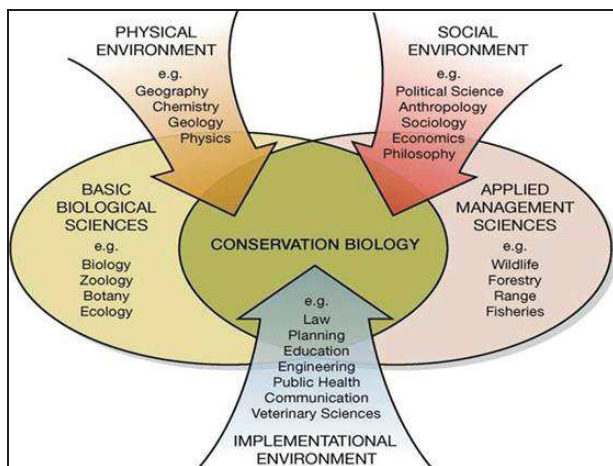 PHYSICAL
ENVIRONMENT
e.g.
Geography
Chemistry
Geology
Physics
SOCIAL
ENVIRONMENT
e.g.
Political Science
Anthropology
Sociology
Economics
Philosophy
BASIC
BIOLOGICAL
SCIENCES
e.g.
Biology
Zoology
Botany
Ecology
CONSERVATION BIOLOGY
APPLIED
MANAGEMENT
SCIENCES
e.g.
Wildlife
Forestry
Range
Fisheries
e.g.
Law
Planning
Education
Engineering
Public Health
Communication
Veterinary Sciences
IMPLEMENTATIONAL
ENVIRONMENT